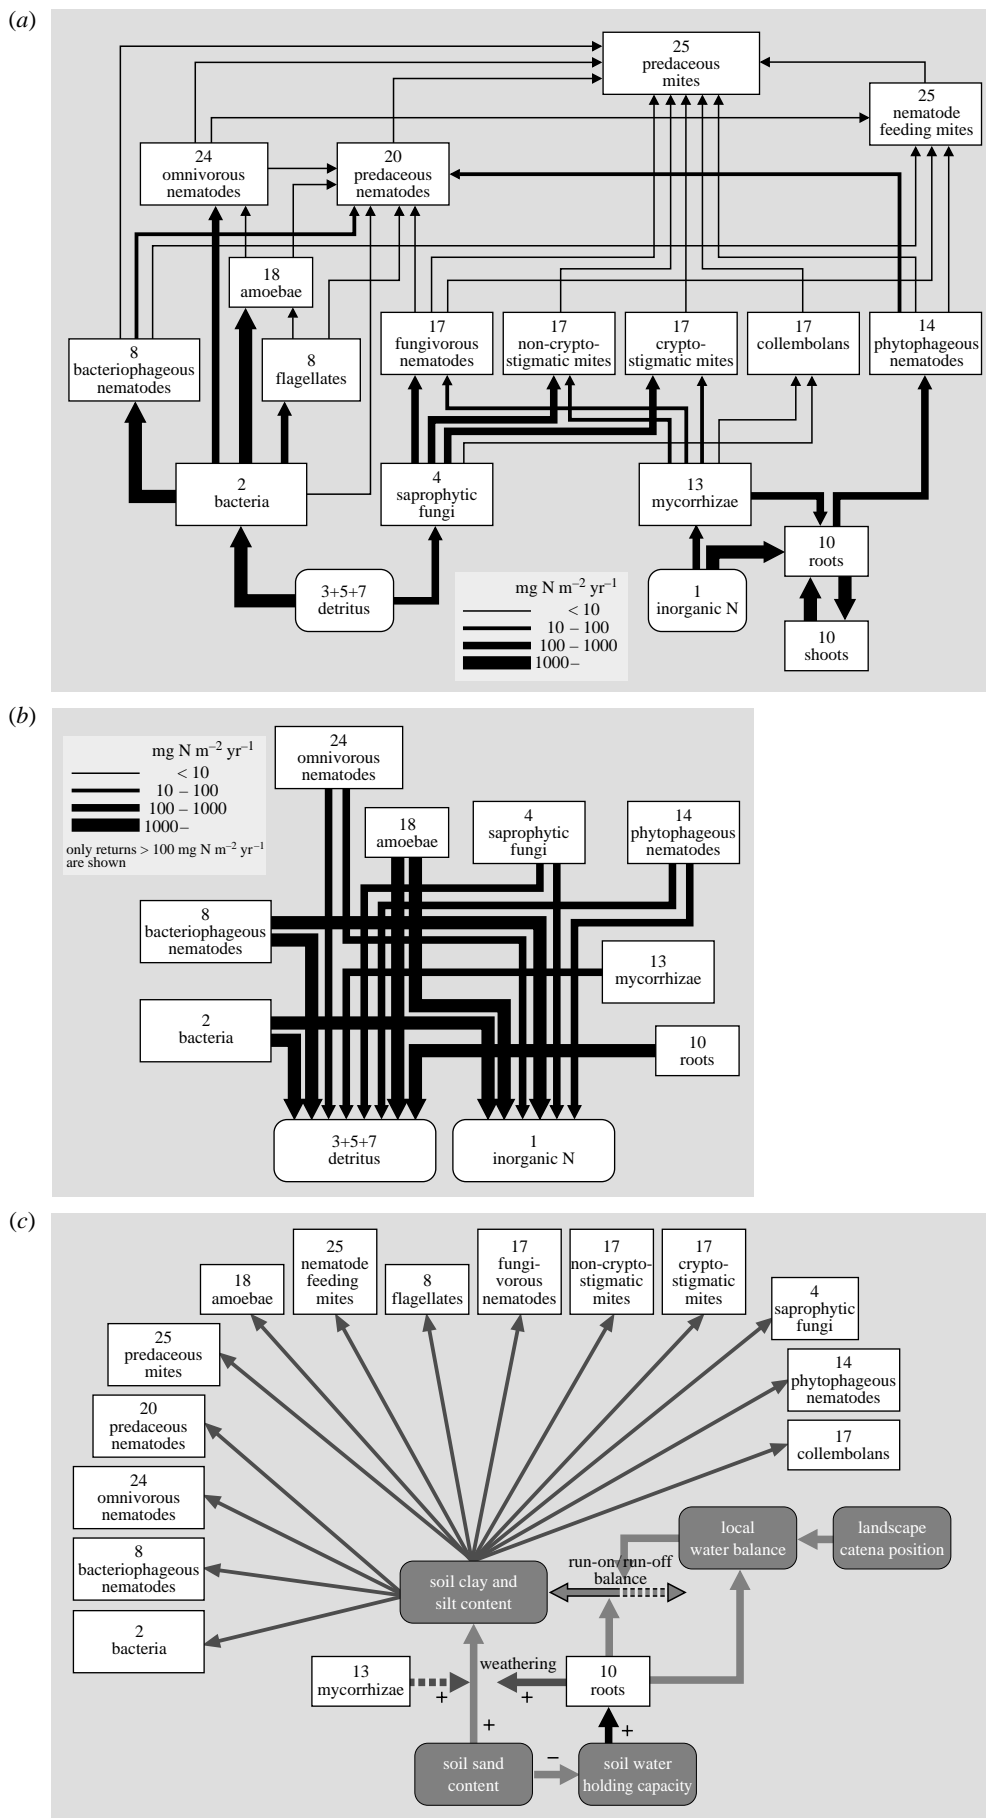 (a)
25
predaceous
mites
25
nematode
feeding mites
24
omnivorous
nematodes
20
predaceous
nematodes
18
amoebae
8
bacteriophageous
nematodes
8
flagellates
17
fungivorous
nematodes
17
non-crypto-
stigmatic mites
17
crypto-
stigmatic mites
17
collembolans
14
phytophageous
nematodes
2
bacteria
4
saprophytic
fungi
13
mycorrhizae
10
roots
3+5+7
detritus
1
inorganic N
10
shoots
mg N m⁻² yr⁻¹
< 10
10 – 100
100 – 1000
1000–
(b)
mg N m⁻² yr⁻¹
< 10
10 – 100
100 – 1000
1000–
only returns > 100 mg N m⁻² yr⁻¹
are shown
24
omnivorous
nematodes
18
amoebae
4
saprophytic
fungi
14
phytophageous
nematodes
8
bacteriophageous
nematodes
13
mycorrhizae
2
bacteria
10
roots
3+5+7
detritus
1
inorganic N
(c)
18
amoebae
25
nematode
feeding
mites
8
flagellates
17
fungi-
vorous
nematodes
17
non-crypto-
stigmatic
mites
17
crypto-
stigmatic
mites
4
saprophytic
fungi
25
predaceous
mites
14
phytophageous
nematodes
20
predaceous
nematodes
17
collembolans
24
omnivorous
nematodes
8
bacteriophageous
nematodes
2
bacteria
local
water balance
landscape
catena position
run-on/run-off
balance
soil clay and
silt content
13
mycorrhizae
+
weathering
+
10
roots
+
+
soil sand
content
–
soil water
holding capacity